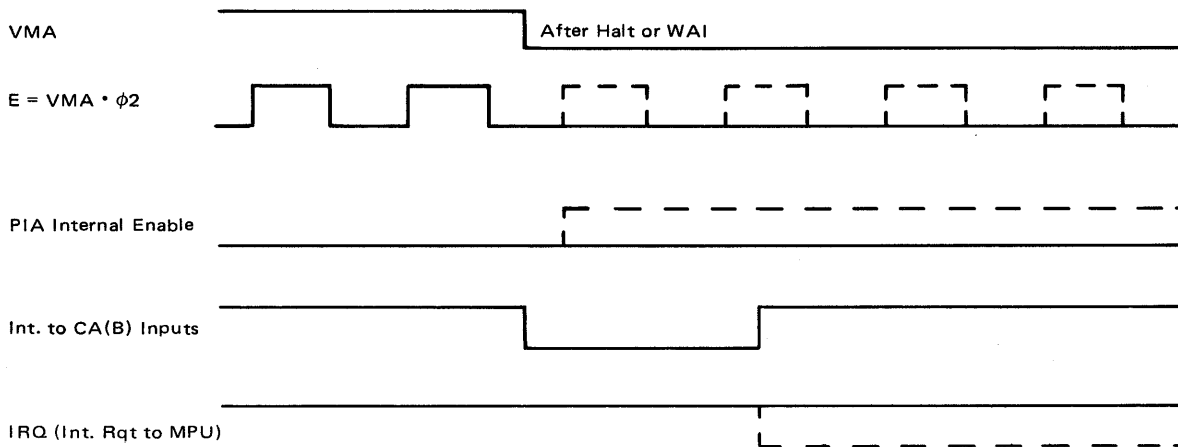 VMA
After Halt or WAI
E = VMA • ϕ2
PIA Internal Enable
Int. to CA(B) Inputs
IRQ (Int. Rqt to MPU)